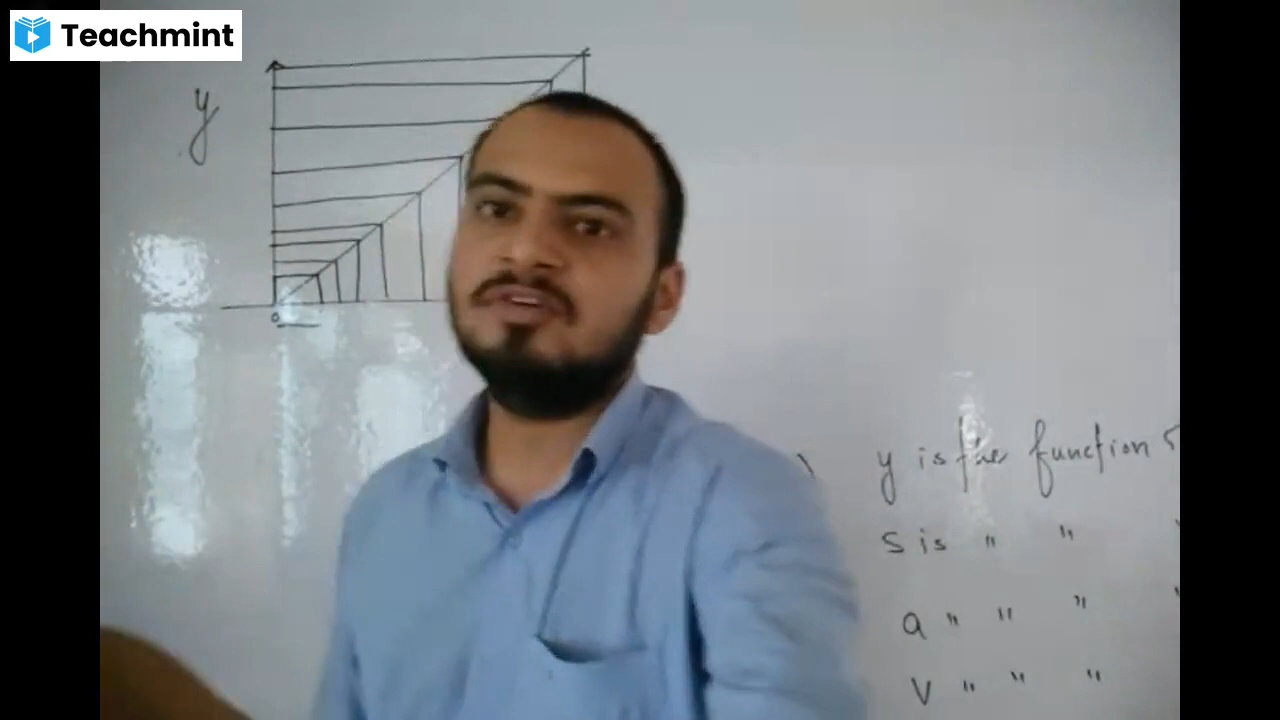 Teachmint
y
o
y is the function
S is " "
a " " "
v " " "